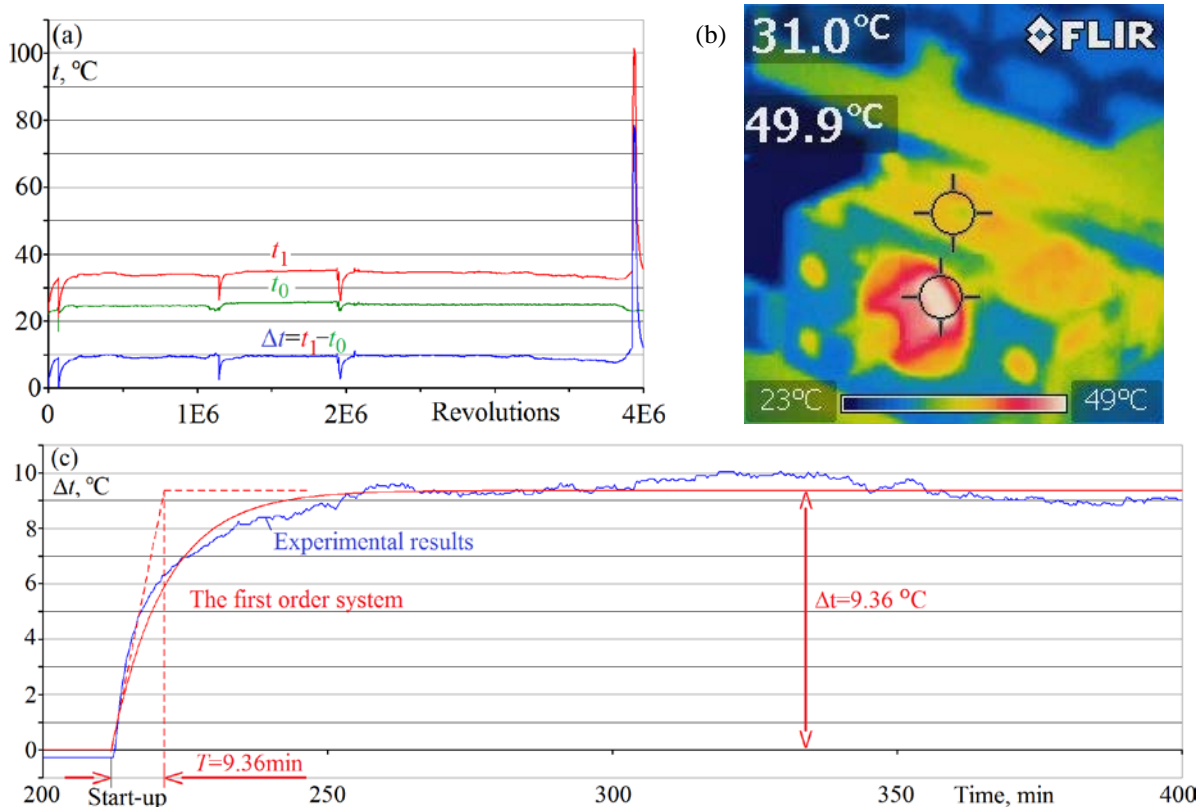 (a)
t, °C
100
80
60
40
20
0
t₁
t₀
Δt=t₁–t₀
0
1E6
2E6
Revolutions
4E6
(b)
31.0°C
FLIR
49.9°C
23°C
49°C
(c)
Δt, °C
10
8
6
4
2
0
Experimental results
The first order system
Δt=9.36 °C
T=9.36min
200
Start-up
250
300
350
Time, min
400